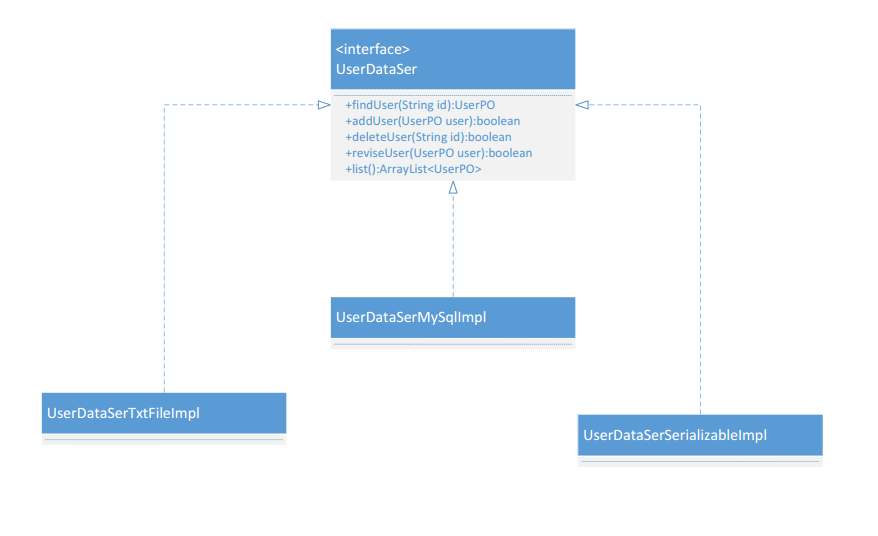 <interface>
UserDataSer
+findUser(String id):UserPO
+addUser(UserPO user):boolean
+deleteUser(String id):boolean
+reviseUser(UserPO user):boolean
+list():ArrayList<UserPO>
UserDataSerMySqlImpl
UserDataSerTxtFileImpl
UserDataSerSerializableImpl